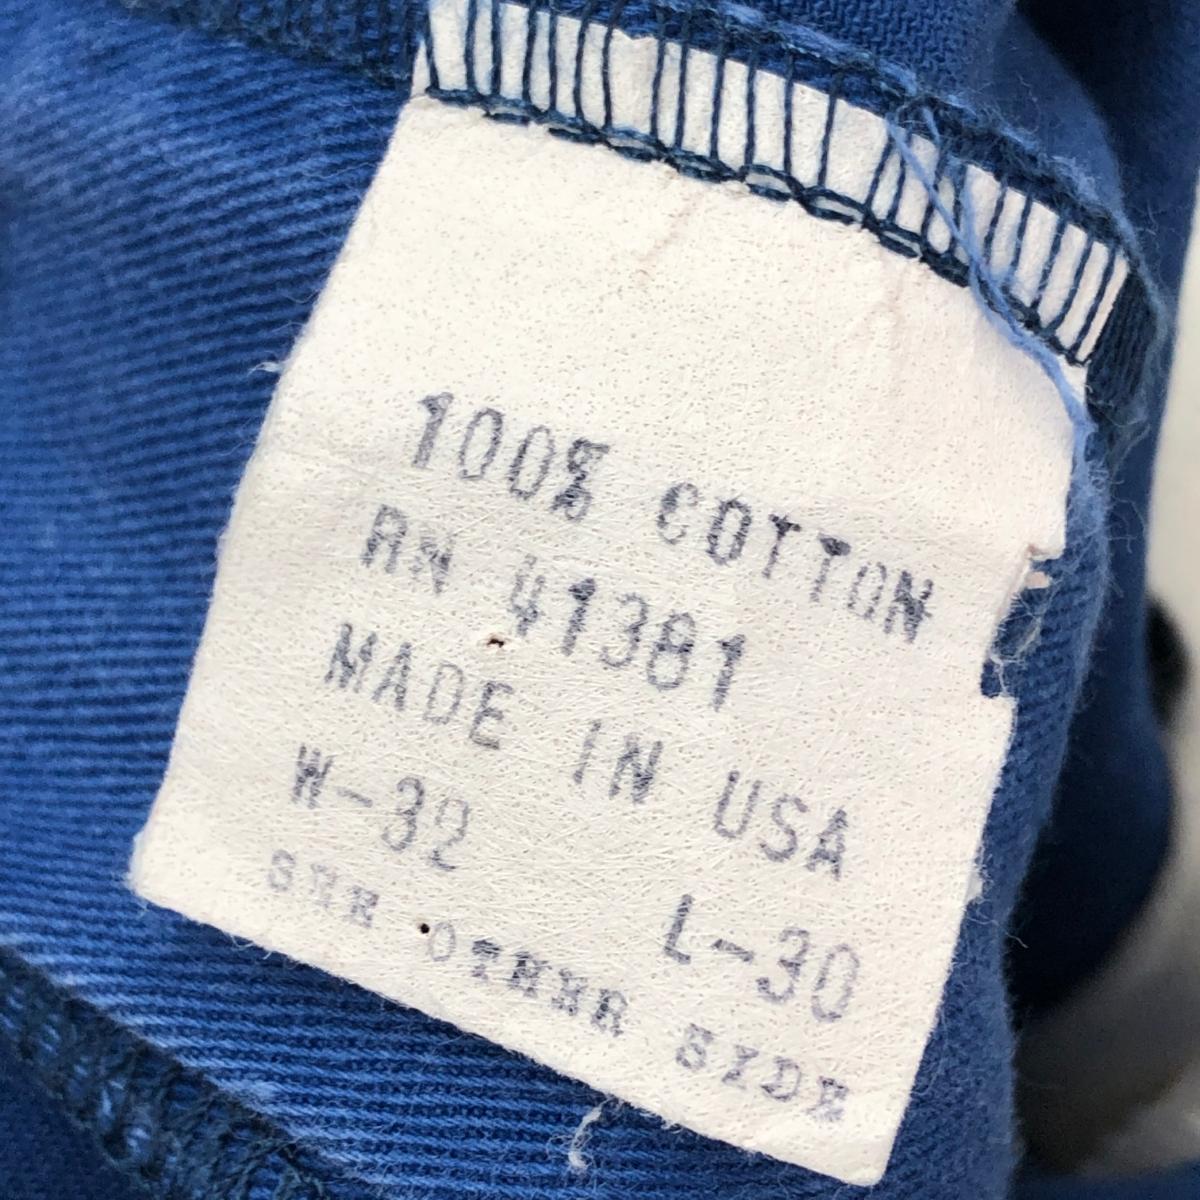 100% COTTON
RN 41381
MADE IN USA
W-32 L-30
SEE OTHER SIDE